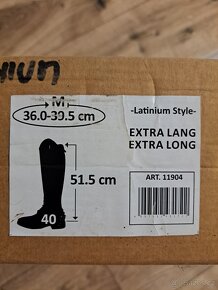 M
36.0-39.5 cm
-Latinium Style-
EXTRA LANG
EXTRA LONG
51.5 cm
ART. 11904
40